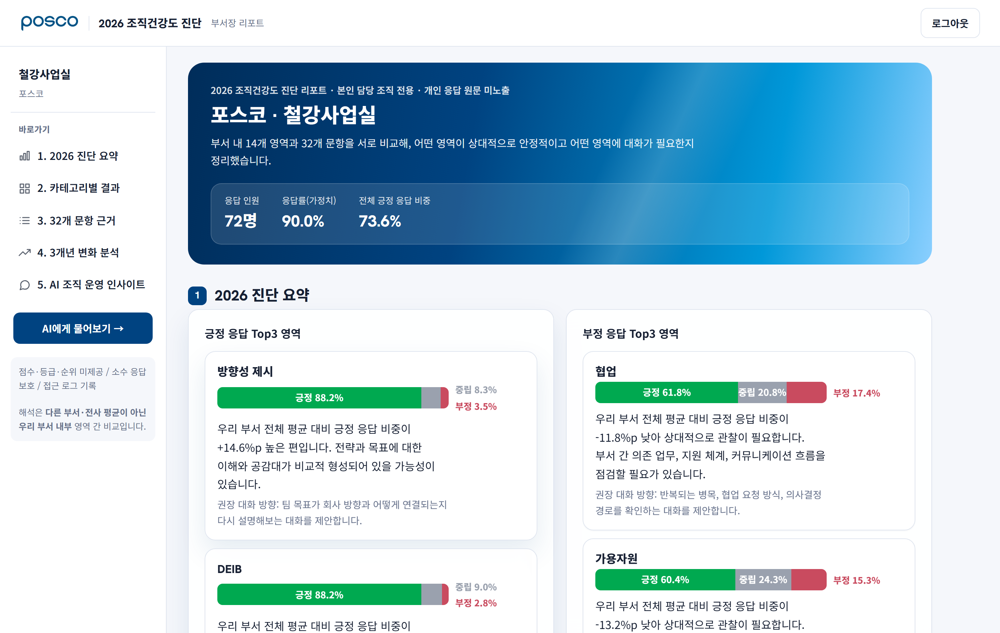 posco
2026 조직건강도 진단 부서장 리포트
로그아웃
철강사업실
포스코
바로가기
1. 2026 진단 요약
2. 카테고리별 결과
3. 32개 문항 근거
4. 3개년 변화 분석
5. AI 조직 운영 인사이트
AI에게 물어보기 →
점수·등급·순위 미제공 / 소수 응답
보호 / 접근 로그 기록
해석은 다른 부서·전사 평균이 아닌
우리 부서 내부 영역 간 비교입니다.
2026 조직건강도 진단 리포트 · 본인 담당 조직 전용 · 개인 응답 원문 미노출
포스코 · 철강사업실
부서 내 14개 영역과 32개 문항을 서로 비교해, 어떤 영역이 상대적으로 안정적이고 어떤 영역에 대화가 필요한지
정리했습니다.
응답 인원 응답률(가정치) 전체 긍정 응답 비중
72명 90.0% 73.6%
1 2026 진단 요약
긍정 응답 Top3 영역
방향성 제시
긍정 88.2%
중립 8.3%
부정 3.5%
우리 부서 전체 평균 대비 긍정 응답 비중이
+14.6%p 높은 편입니다. 전략과 목표에 대한
이해와 공감대가 비교적 형성되어 있을 가능성이
있습니다.
권장 대화 방향: 팀 목표가 회사 방향과 어떻게 연결되는지
다시 설명해보는 대화를 제안합니다.
DEIB
긍정 88.2%
중립 9.0%
부정 2.8%
우리 부서 전체 평균 대비 긍정 응답 비중이
부정 응답 Top3 영역
협업
긍정 61.8% 중립 20.8% 부정 17.4%
우리 부서 전체 평균 대비 긍정 응답 비중이
-11.8%p 낮아 상대적으로 관찰이 필요합니다.
부서 간 의존 업무, 지원 체계, 커뮤니케이션 흐름을
점검할 필요가 있습니다.
권장 대화 방향: 반복되는 병목, 협업 요청 방식, 의사결정
경로를 확인하는 대화를 제안합니다.
가용자원
긍정 60.4% 중립 24.3% 부정 15.3%
우리 부서 전체 평균 대비 긍정 응답 비중이
-13.2%p 낮아 상대적으로 관찰이 필요합니다.